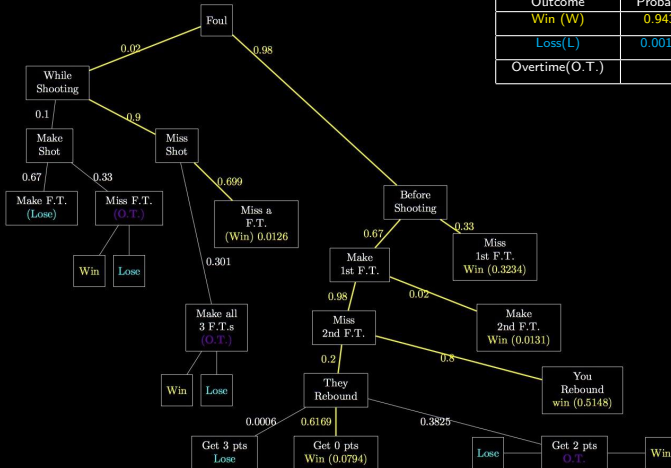 Foul
Outcome
Win (W)
Loss(L)
Overtime(O.T.)
0.02
0.98
While
Shooting
0.1
0.9
Make
Shot
Miss
Shot
0.67
0.33
0.699
Make F.T.
(Lose)
Miss F.T.
(O.T.)
Miss a
F.T.
(Win) 0.0126
Before
Shooting
0.67
0.33
Miss
1st F.T.
Win (0.3234)
Win
Lose
0.301
Make
1st F.T.
0.98
0.02
Make all
3 F.T.s
(O.T.)
Miss
2nd F.T.
Make
2nd F.T.
Win (0.0131)
0.2
0.8
Win
Lose
They
Rebound
You
Rebound
win (0.5148)
0.0006
0.6169
0.3825
Get 3 pts
Lose
Get 0 pts
Win (0.0794)
Lose
Get 2 pts
O.T.
Win